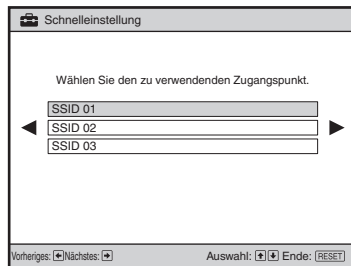 Schnelleinstellung
Wählen Sie den zu verwendenden Zugangspunkt.
SSID 01
SSID 02
SSID 03
Vorheriges: Nächstes: Auswahl: Ende: RESET